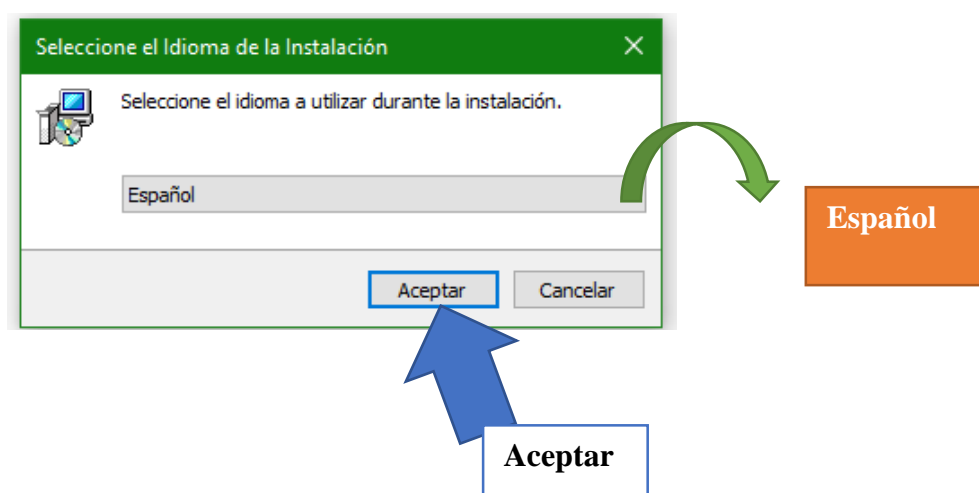 Seleccione el Idioma de la Instalación
Seleccione el idioma a utilizar durante la instalación.
Español
Español
Aceptar
Cancelar
Aceptar